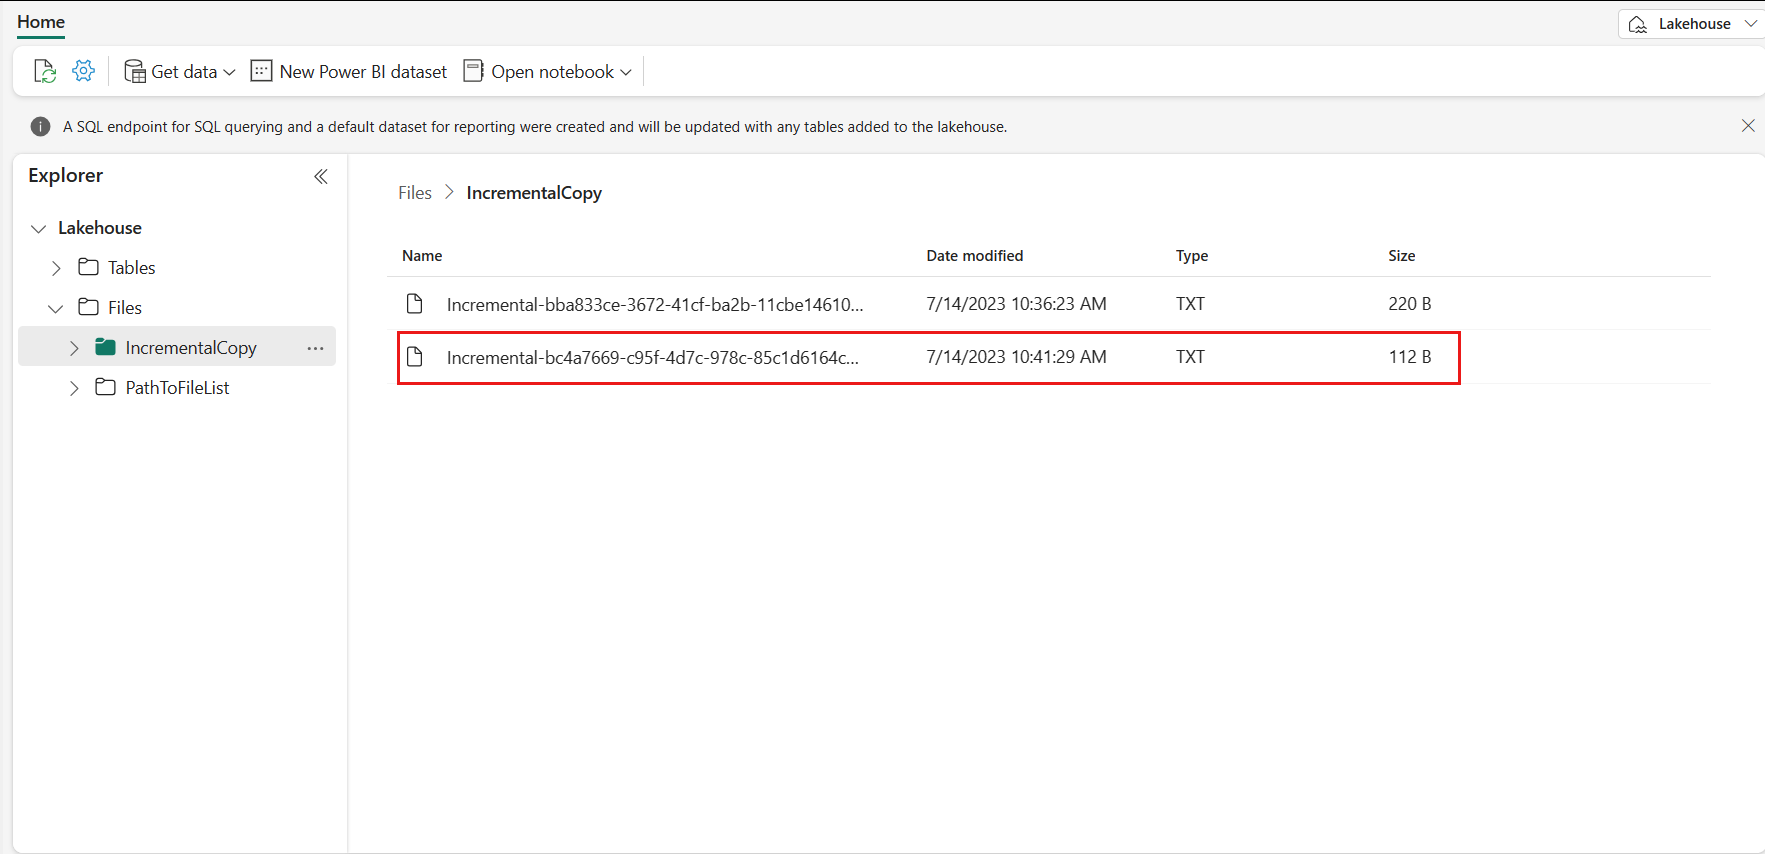 Home
Lakehouse
Get data
New Power BI dataset
Open notebook
A SQL endpoint for SQL querying and a default dataset for reporting were created and will be updated with any tables added to the lakehouse.
Explorer
Lakehouse
Tables
Files
IncrementalCopy ...
PathToFileList
Files > IncrementalCopy
Name Date modified Type Size
Incremental-bba833ce-3672-41cf-ba2b-11cbe14610... 7/14/2023 10:36:23 AM TXT 220 B
Incremental-bc4a7669-c95f-4d7c-978c-85c1d6164c... 7/14/2023 10:41:29 AM TXT 112 B